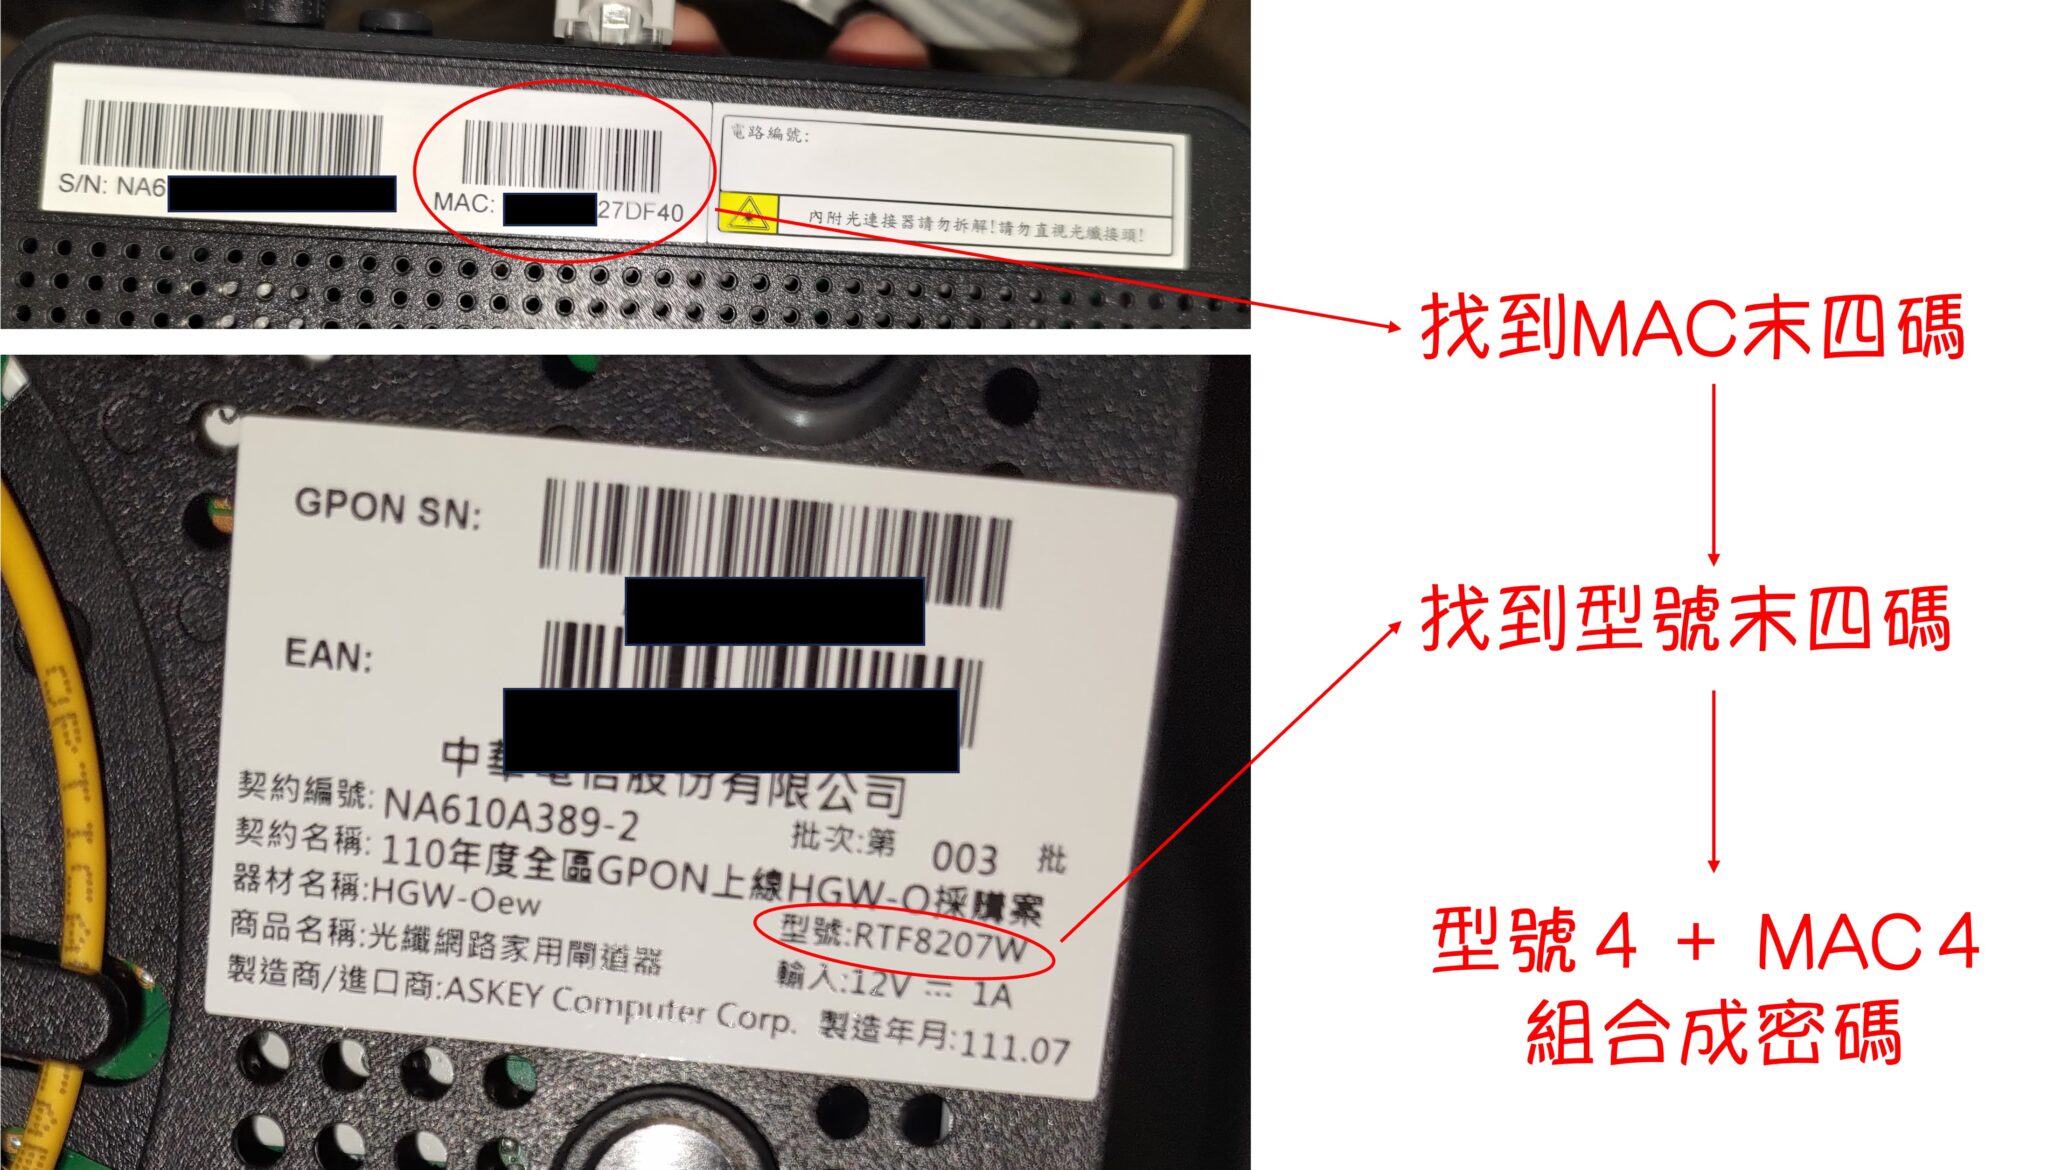 S/N: NA6
MAC: 27DF40
電路編號:
內附光連接器請勿拆解!請勿直視光纖接頭!
找到MAC末四碼
GPON SN:
EAN:
中華電信股份有限公司
契約編號: NA610A389-2
批次:第 003 批
契約名稱: 110年度全區GPON上線HGW-O採購案
器材名稱:HGW-Oew
型號:RTF8207W
商品名稱:光纖網路家用閘道器
輸入:12V ⎓ 1A
製造商/進口商:ASKEY Computer Corp.
製造年月:111.07
找到型號末四碼
型號4 + MAC4
組合成密碼